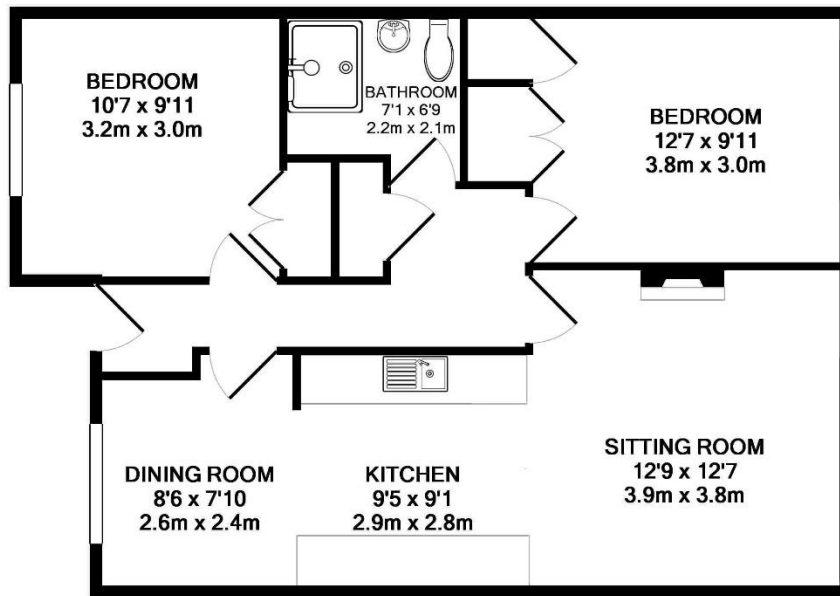 BEDROOM
10'7 x 9'11
3.2m x 3.0m
BATHROOM
7'1 x 6'9
2.2m x 2.1m
BEDROOM
12'7 x 9'11
3.8m x 3.0m
DINING ROOM
8'6 x 7'10
2.6m x 2.4m
KITCHEN
9'5 x 9'1
2.9m x 2.8m
SITTING ROOM
12'9 x 12'7
3.9m x 3.8m